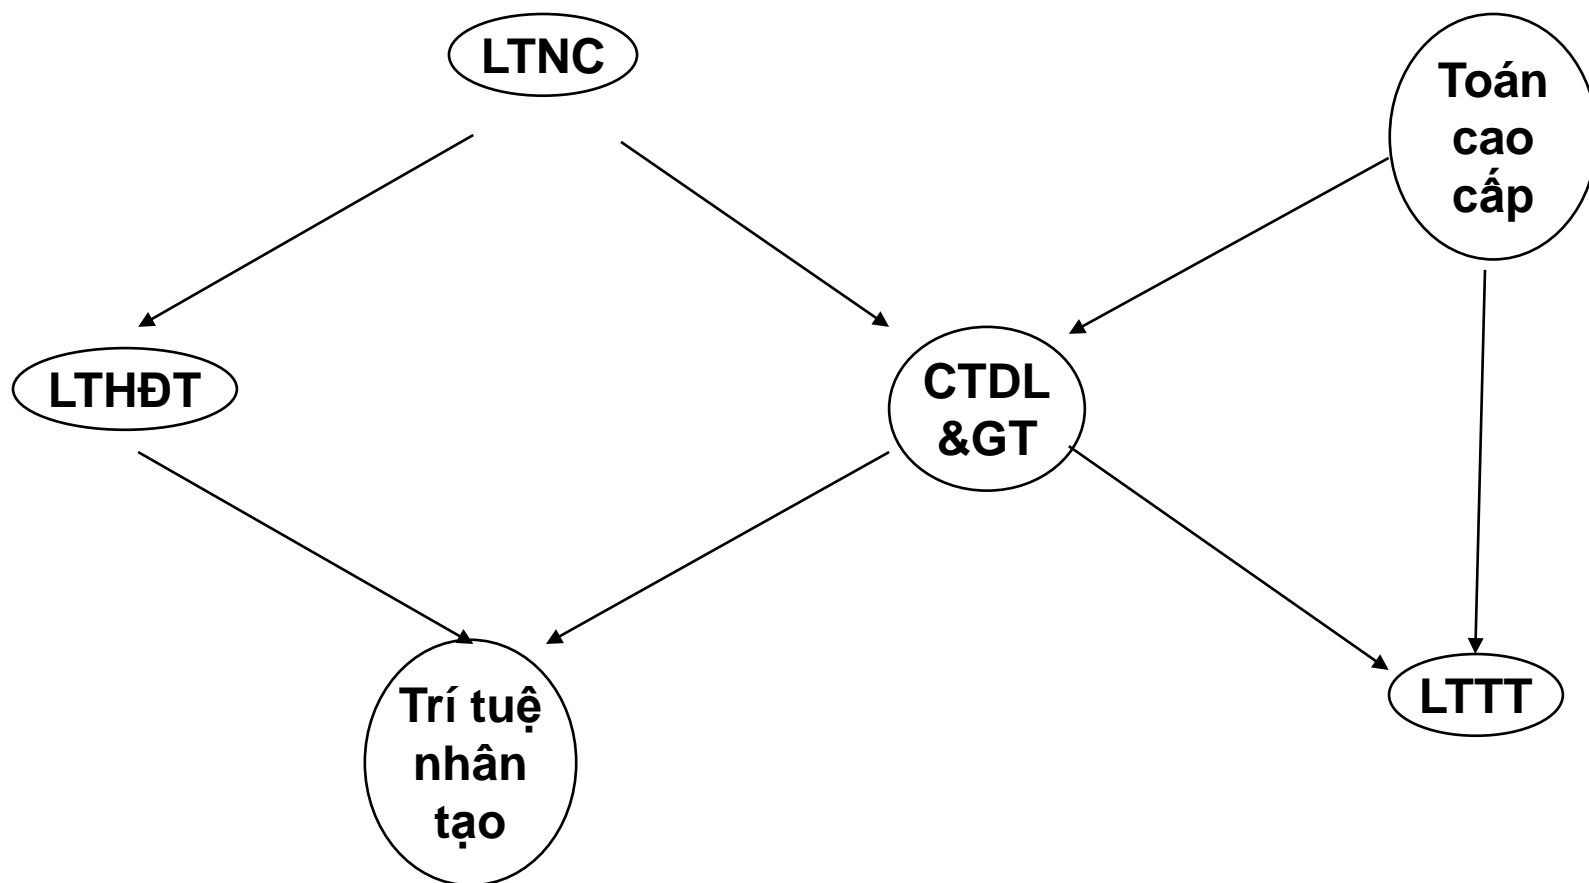 LTNC
Toán
cao
cấp
LTHĐT
CTDL
&GT
Trí tuệ
nhân
tạo
LTTT